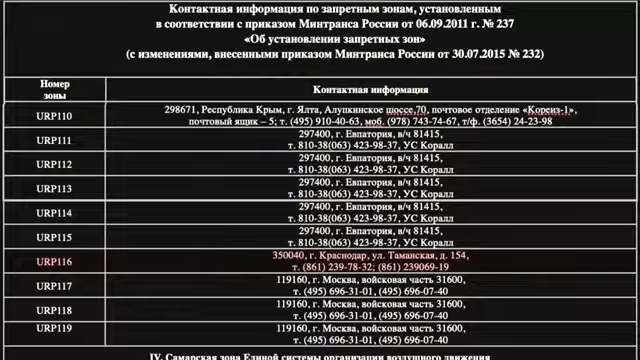 Контактная информация по запретным зонам, установленным
в соответствии с приказом Минтранса России от 06.09.2011 г. № 237
«Об установлении запретных зон»
(с изменениями, внесенными приказом Минтранса России от 30.07.2015 № 232)
Номер зоны Контактная информация
URP110 298671, Республика Крым, г. Ялта, Алупкинское шоссе,70, почтовое отделение «Кореиз-1»,
почтовый ящик – 5; т. (495) 910-40-63, моб. (978) 743-74-67, т/ф. (3654) 24-23-98
URP111 297400, г. Евпатория, в/ч 81415,
т. 810-38(063) 423-98-37, УС Коралл
URP112 297400, г. Евпатория, в/ч 81415,
т. 810-38(063) 423-98-37, УС Коралл
URP113 297400, г. Евпатория, в/ч 81415,
т. 810-38(063) 423-98-37, УС Коралл
URP114 297400, г. Евпатория, в/ч 81415,
т. 810-38(063) 423-98-37, УС Коралл
URP115 297400, г. Евпатория, в/ч 81415,
т. 810-38(063) 423-98-37, УС Коралл
URP116 350040, г. Краснодар, ул. Таманская, д. 154,
т. (861) 239-78-32; (861) 239069-19
URP117 119160, г. Москва, войсковая часть 31600,
т. (495) 696-31-01, (495) 696-07-40
URP118 119160, г. Москва, войсковая часть 31600,
т. (495) 696-31-01, (495) 696-07-40
URP119 119160, г. Москва, войсковая часть 31600,
т. (495) 696-31-01, (495) 696-07-40
IV. Самарская зона Единой системы организации воздушного движения